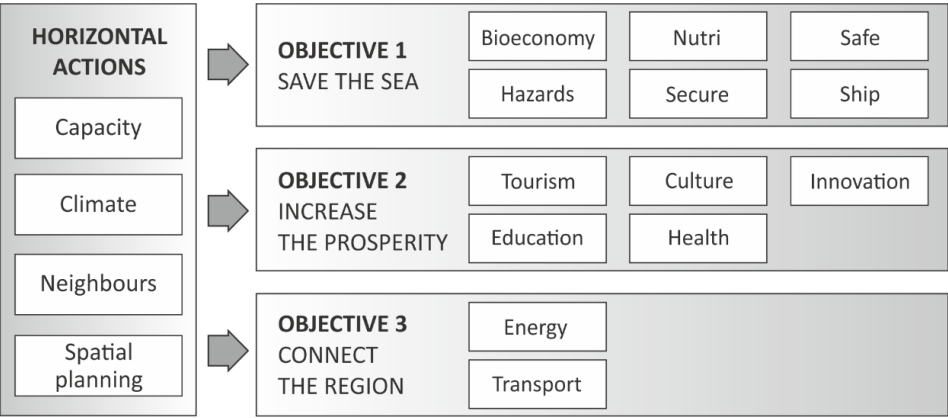 HORIZONTAL
ACTIONS
Capacity
Climate
Neighbours
Spatial
planning
OBJECTIVE 1
SAVE THE SEA
Bioeconomy
Nutri
Safe
Hazards
Secure
Ship
OBJECTIVE 2
INCREASE
THE PROSPERITY
Tourism
Culture
Innovation
Education
Health
OBJECTIVE 3
CONNECT
THE REGION
Energy
Transport